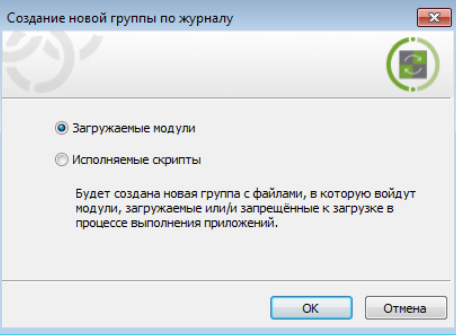 Создание новой группы по журналу
Загружаемые модули
Исполняемые скрипты
Будет создана новая группа с файлами, в которую войдут
модули, загружаемые или/и запрещённые к загрузке в
процессе выполнения приложений.
ОК
Отмена